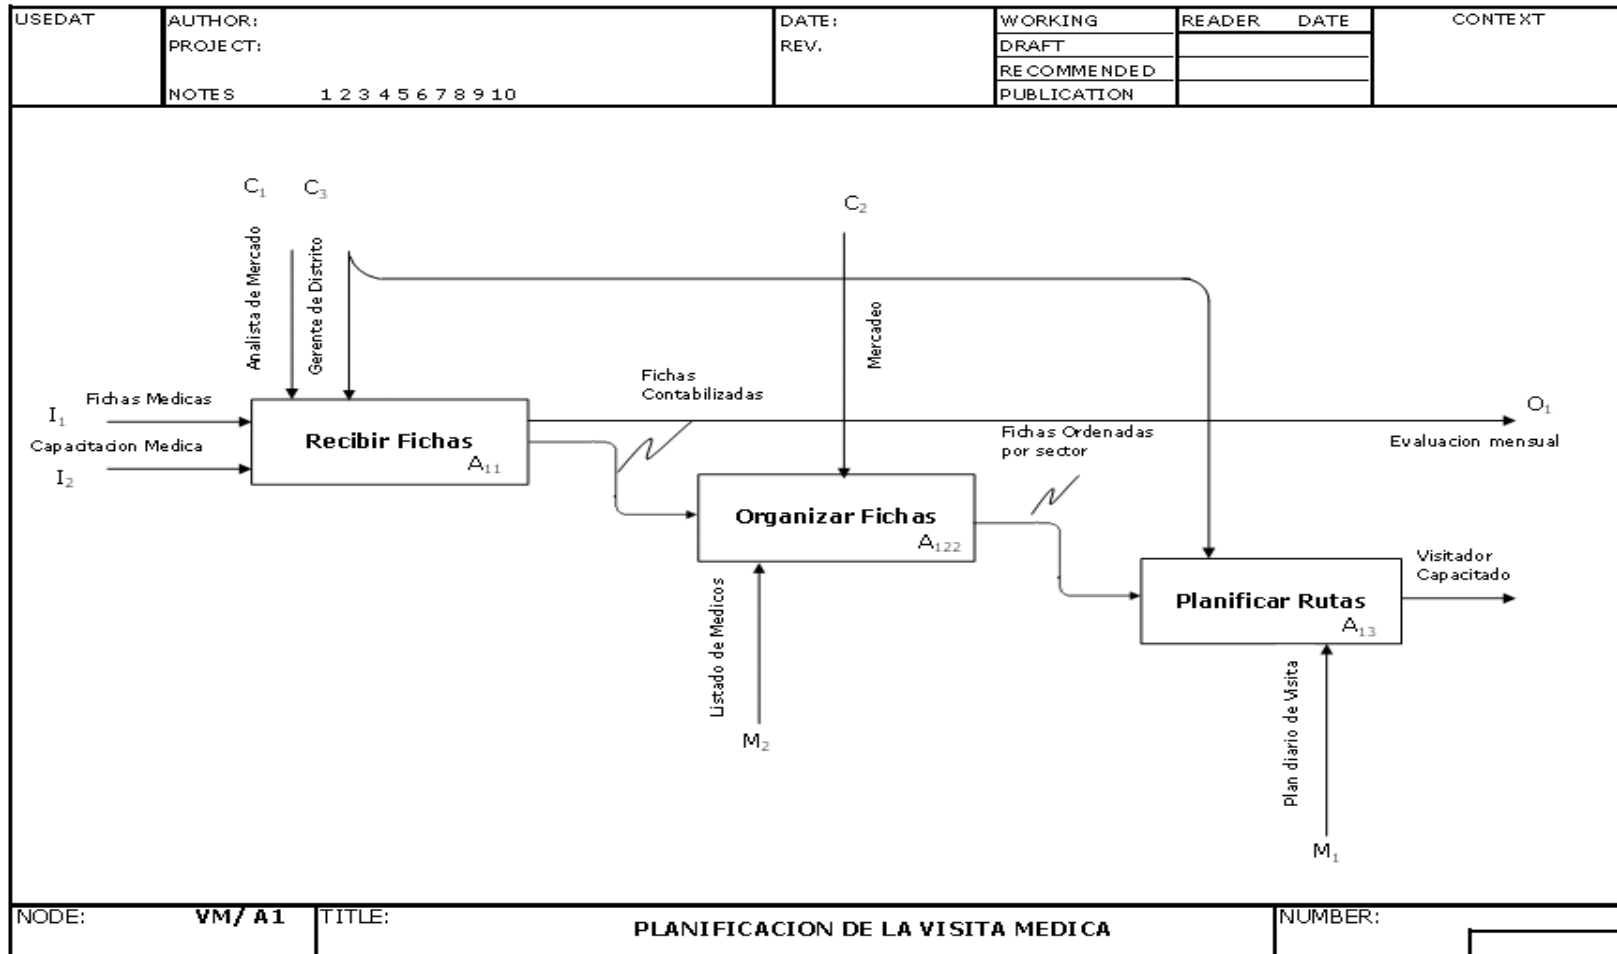 USEDAT
AUTHOR:
PROJECT:
NOTES 1 2 3 4 5 6 7 8 9 10
DATE:
REV.
WORKING
DRAFT
RECOMMENDED
PUBLICATION
READER DATE
CONTEXT
C1
C3
C2
Analista de Mercado
Gerente de Distrito
Mercadeo
Fichas Medicas
I1
Capacitacion Medica
I2
Recibir Fichas
A11
Fichas
Contabilizadas
O1
Evaluacion mensual
Fichas Ordenadas
por sector
Organizar Fichas
A122
Listado de Medicos
M2
Visitador
Capacitado
Planificar Rutas
A13
Plan diario de Visita
M1
NODE: VM/ A1
TITLE: PLANIFICACION DE LA VISITA MEDICA
NUMBER: